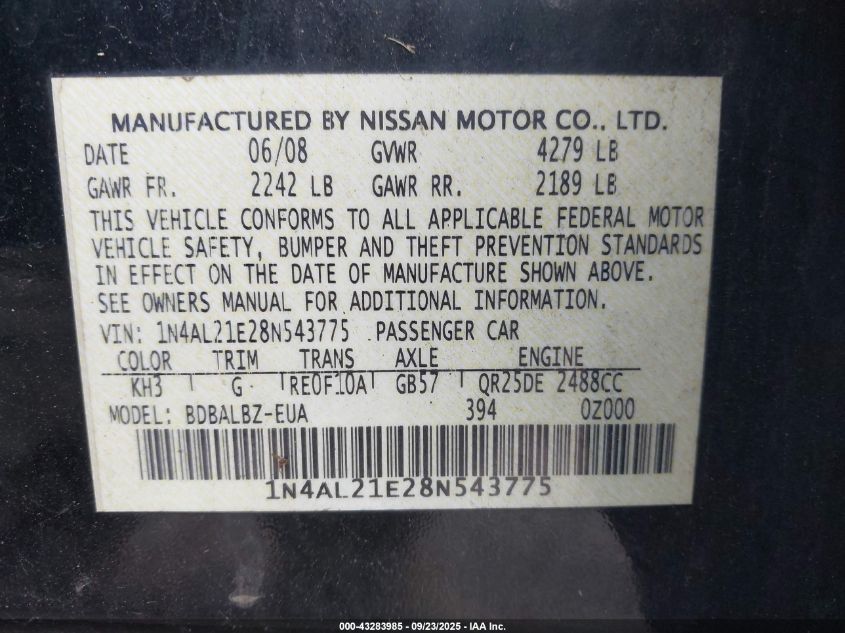 MANUFACTURED BY NISSAN MOTOR CO., LTD.
DATE 06/08 GVWR 4279 LB
GAWR FR. 2242 LB GAWR RR. 2189 LB
THIS VEHICLE CONFORMS TO ALL APPLICABLE FEDERAL MOTOR
VEHICLE SAFETY, BUMPER AND THEFT PREVENTION STANDARDS
IN EFFECT ON THE DATE OF MANUFACTURE SHOWN ABOVE.
SEE OWNERS MANUAL FOR ADDITIONAL INFORMATION.
VIN: 1N4AL21E28N543775 PASSENGER CAR
COLOR TRIM TRANS AXLE ENGINE
KH3 G RE0F10A GB57 QR25DE 2488CC
MODEL: BDBALBZ-EUA 394 0Z000
1N4AL21E28N543775
000-43283985 - 09/23/2025 - IAA Inc.